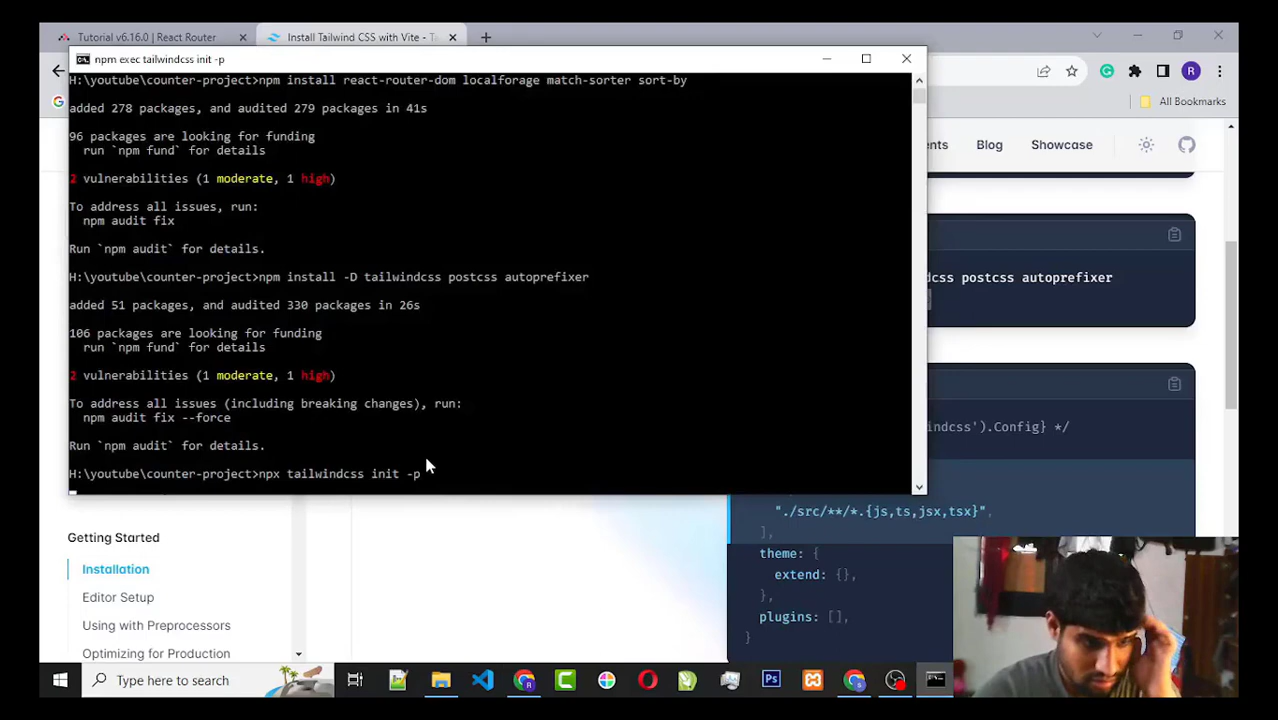 Tutorial v6.16.0 | React Router
Install Tailwind CSS with Vite - Ta
npm exec tailwindcss init -p
H:\youtube\counter-project>npm install react-router-dom localforage match-sorter sort-by
added 278 packages, and audited 279 packages in 41s
96 packages are looking for funding
run `npm fund` for details
2 vulnerabilities (1 moderate, 1 high)
To address all issues, run:
npm audit fix
Run `npm audit` for details.
H:\youtube\counter-project>npm install -D tailwindcss postcss autoprefixer
added 51 packages, and audited 330 packages in 26s
106 packages are looking for funding
run `npm fund` for details
2 vulnerabilities (1 moderate, 1 high)
To address all issues (including breaking changes), run:
npm audit fix --force
Run `npm audit` for details.
H:\youtube\counter-project>npx tailwindcss init -p
R
All Bookmarks
ents
Blog
Showcase
dcss postcss autoprefixer
indcss').Config} */
"./src/**/*.{js,ts,jsx,tsx}",
],
theme: {
extend: {},
},
plugins: [],
}
Getting Started
Installation
Editor Setup
Using with Preprocessors
Optimizing for Production
Type here to search
Ps